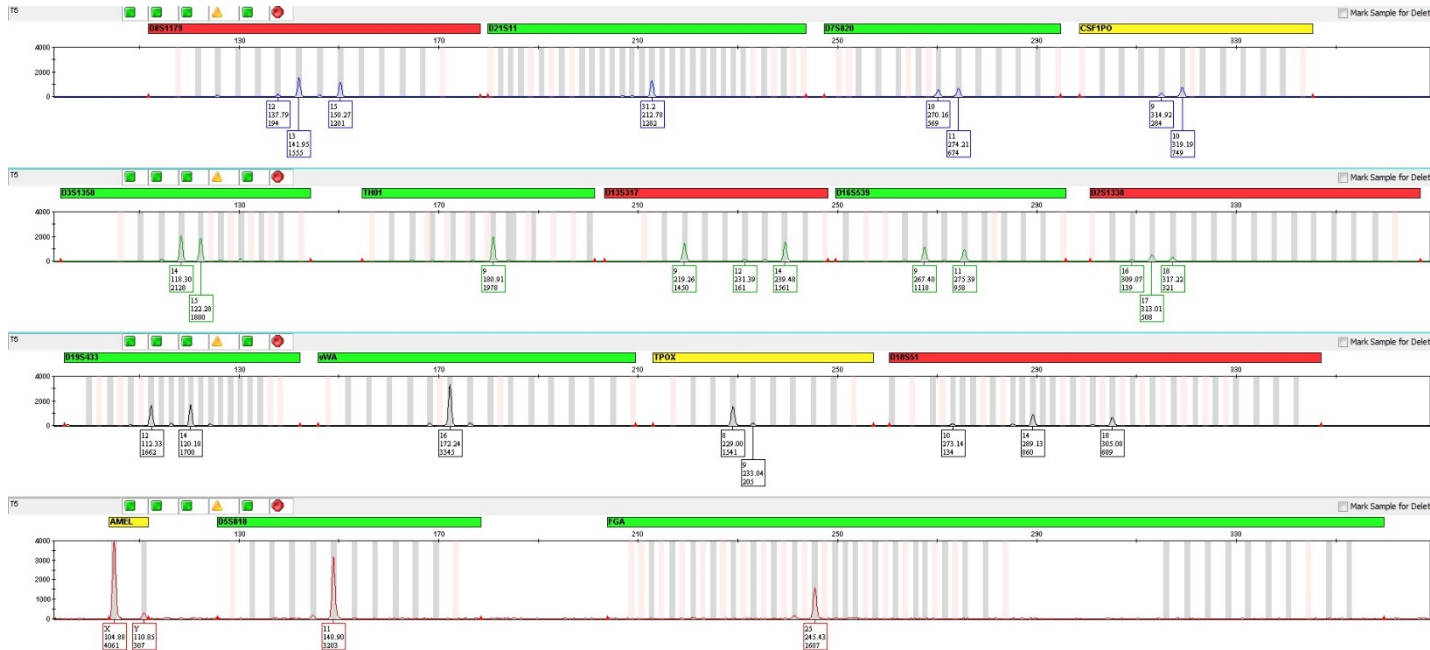 T5
Mark Sample for Delet
D8S1179 D21S11 D7S820 CSF1PO
130 170 210 250 290 330
4000
2000
0
12 15 31.2 10 9
137.79 150.27 212.78 270.16 314.92
194 1201 1282 569 284
13 11 10
141.95 274.21 319.19
1555 674 749
T5
Mark Sample for Delet
D3S1358 TH01 D13S317 D16S539 D2S1338
130 170 210 250 290 330
4000
2000
0
14 9 9 12 14 9 11 16 18
118.30 180.91 219.26 231.39 239.48 267.40 275.39 309.07 317.22
2128 1978 1450 161 1561 1118 958 139 321
15 17
122.28 313.01
1880 508
T5
Mark Sample for Delet
D19S433 vWA TPOX D18S51
130 170 210 250 290 330
4000
2000
0
12 14 16 8 10 14 18
112.33 120.18 172.24 229.00 273.14 289.13 305.08
1662 1708 3345 1541 134 860 689
9
233.04
205
T5
Mark Sample for Delet
AMEL D5S818 FGA
130 170 210 250 290 330
4000
3000
2000
1000
0
X Y 11 25
104.88 110.85 148.90 245.43
4061 307 3203 1607